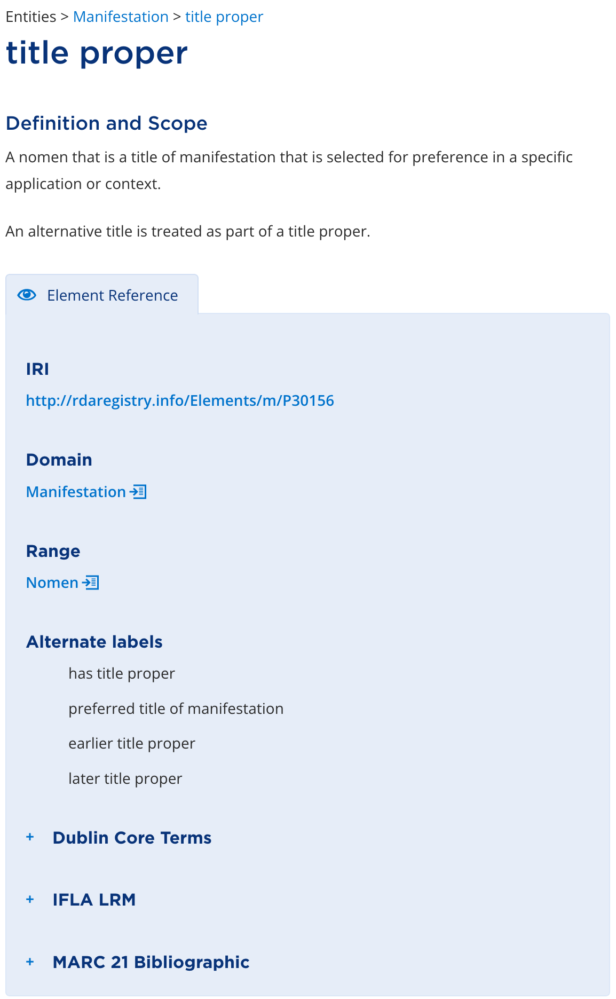 Entities > Manifestation > title proper
title proper
Definition and Scope
A nomen that is a title of manifestation that is selected for preference in a specific
application or context.
An alternative title is treated as part of a title proper.
Element Reference
IRI
http://rdaregistry.info/Elements/m/P30156
Domain
Manifestation
Range
Nomen
Alternate labels
has title proper
preferred title of manifestation
earlier title proper
later title proper
+ Dublin Core Terms
+ IFLA LRM
+ MARC 21 Bibliographic